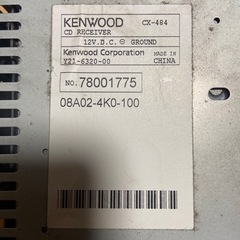 KENWOOD CX-484
CD RECEIVER
12V.D.C. ⊖ GROUND
Kenwood Corporation MADE IN
Y21-6320-00 CHINA
NO. 78001775
08A02-4K0-100